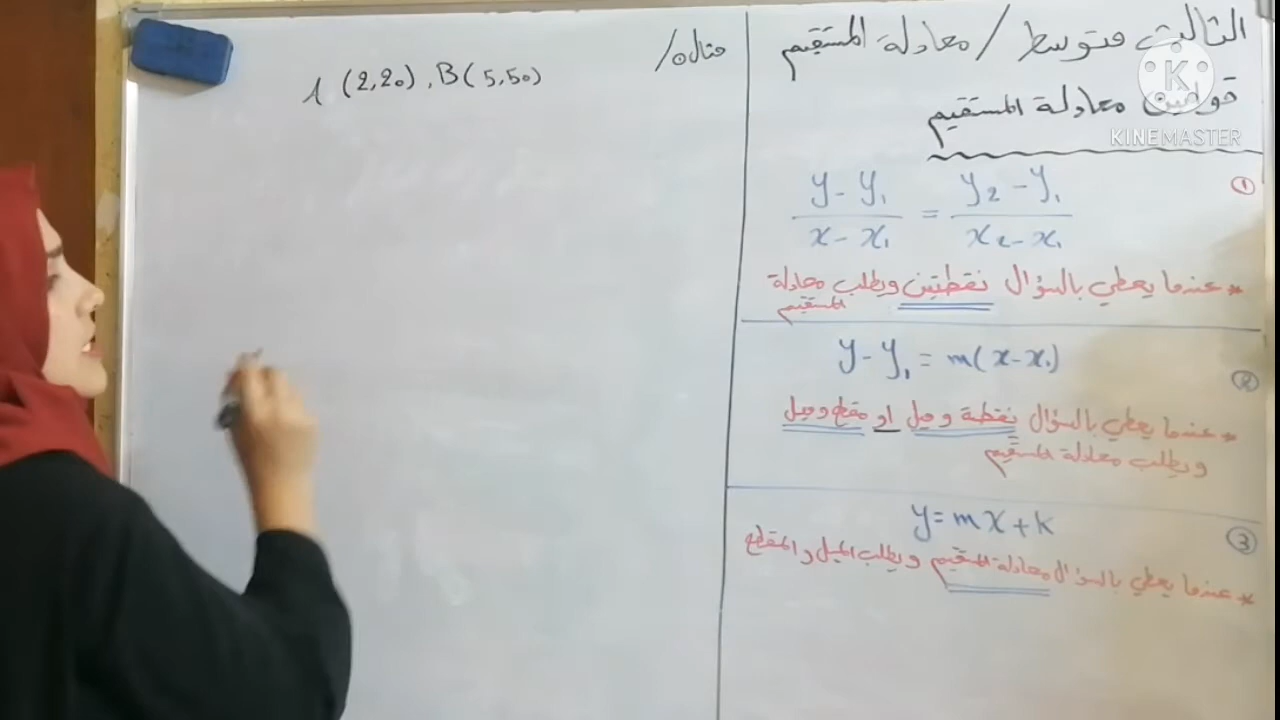 الثالث متوسط / معادلة المستقيم
قوانين معادلة المستقيم
K
KINEMASTER
①
y - y₁ / x - x₁ = y₂ - y₁ / x₂ - x₁
* عندما يعطي بالسؤال نقطتين ويطلب معادلة
المستقيم
②
y - y₁ = m(x - x₁)
* عندما يعطي بالسؤال نقطة وميل او مقطع وميل
ويطلب معادلة المستقيم
③
y = mx + k
* عندما يعطي بالسؤال معادلة المستقيم ويطلب الميل والمقطع
مثال /
A (2,20) , B (5,50)